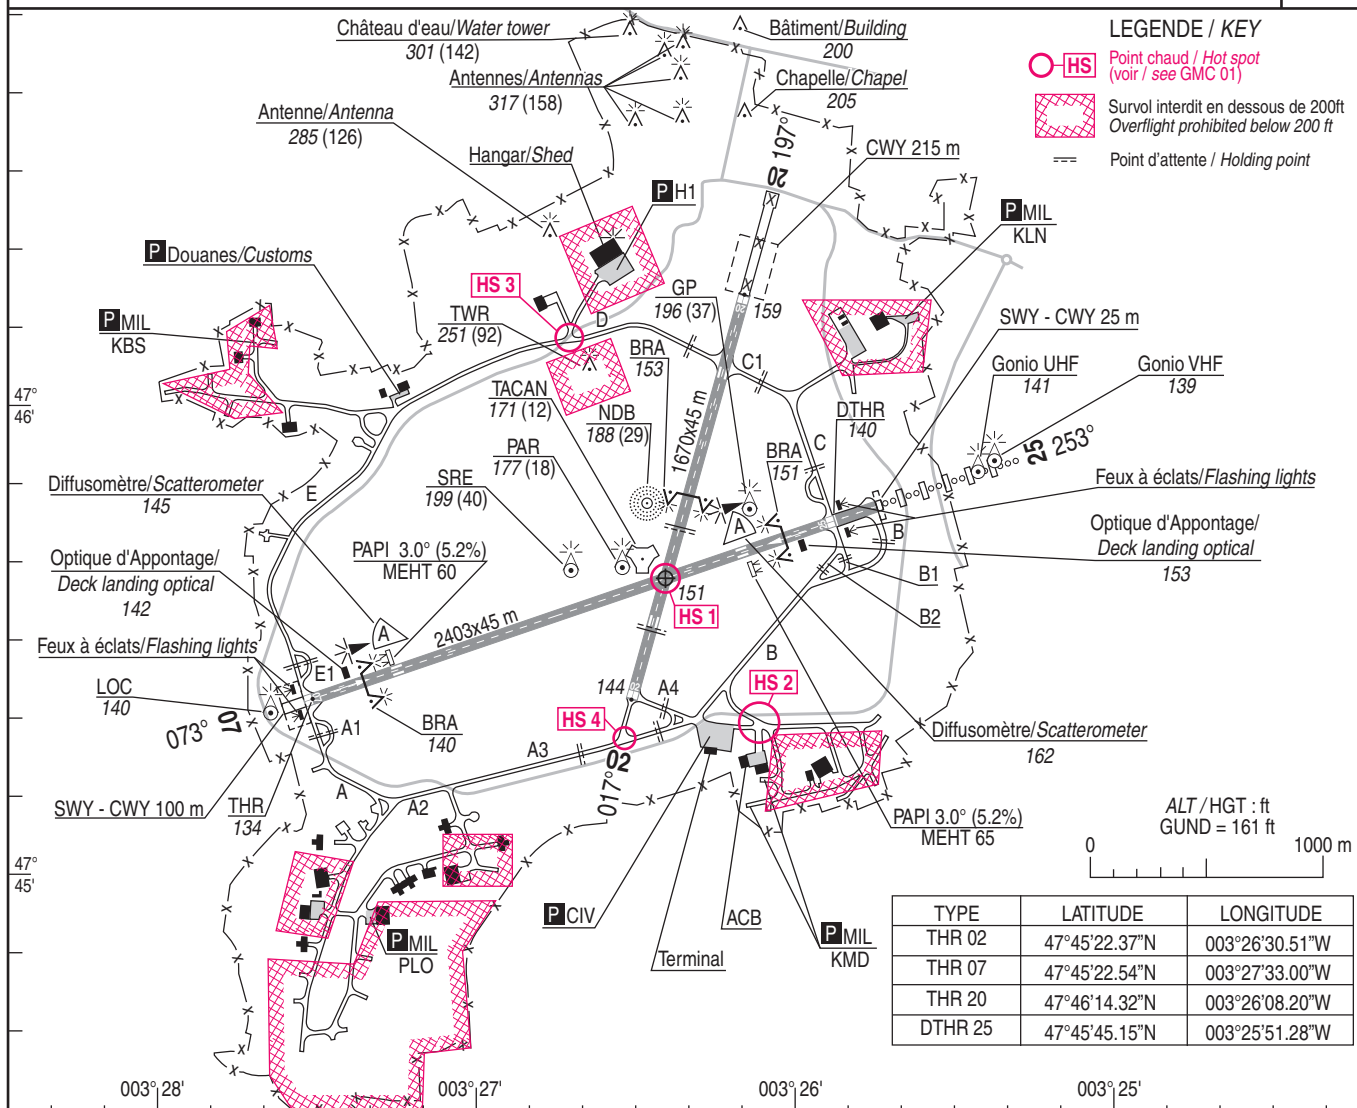 Château d'eau/Water tower
301 (142)
Bâtiment/Building
200
LEGENDE / KEY
HS
Point chaud / Hot spot
(voir / see GMC 01)
Antennes/Antennas
317 (158)
Chapelle/Chapel
205
Survol interdit en dessous de 200ft
Overflight prohibited below 200 ft
Antenne/Antenna
285 (126)
Point d'attente / Holding point
Hangar/Shed
20 197°
CWY 215 m
P H1
P MIL
KLN
P Douanes/Customs
HS 3
D
GP
196 (37)
159
TWR
251 (92)
P MIL
KBS
SWY - CWY 25 m
BRA
153
C1
Gonio UHF
141
Gonio VHF
139
47°
46'
TACAN
171 (12)
NDB
188 (29)
1670x45 m
DTHR
140
25 253°
PAR
177 (18)
BRA
151
C
SRE
199 (40)
Diffusomètre/Scatterometer
145
E
Feux à éclats/Flashing lights
A
B
Optique d'Appontage/
Deck landing optical
153
Optique d'Appontage/
Deck landing optical
142
PAPI 3.0° (5.2%)
MEHT 60
B1
151
HS 1
B2
A
2403x45 m
Feux à éclats/Flashing lights
E1
B
LOC
140
144
A4
HS 2
073° 07
A1
BRA
140
HS 4
A3
02
017°
Diffusomètre/Scatterometer
162
SWY - CWY 100 m
THR
134
A
A2
PAPI 3.0° (5.2%)
MEHT 65
ALT / HGT : ft
GUND = 161 ft
0
1000 m
47°
45'
P CIV
ACB
P MIL
KMD
P MIL
PLO
Terminal
TYPE LATITUDE LONGITUDE
THR 02 47°45'22.37"N 003°26'30.51"W
THR 07 47°45'22.54"N 003°27'33.00"W
THR 20 47°46'14.32"N 003°26'08.20"W
DTHR 25 47°45'45.15"N 003°25'51.28"W
003°28'
003°27'
003°26'
003°25'